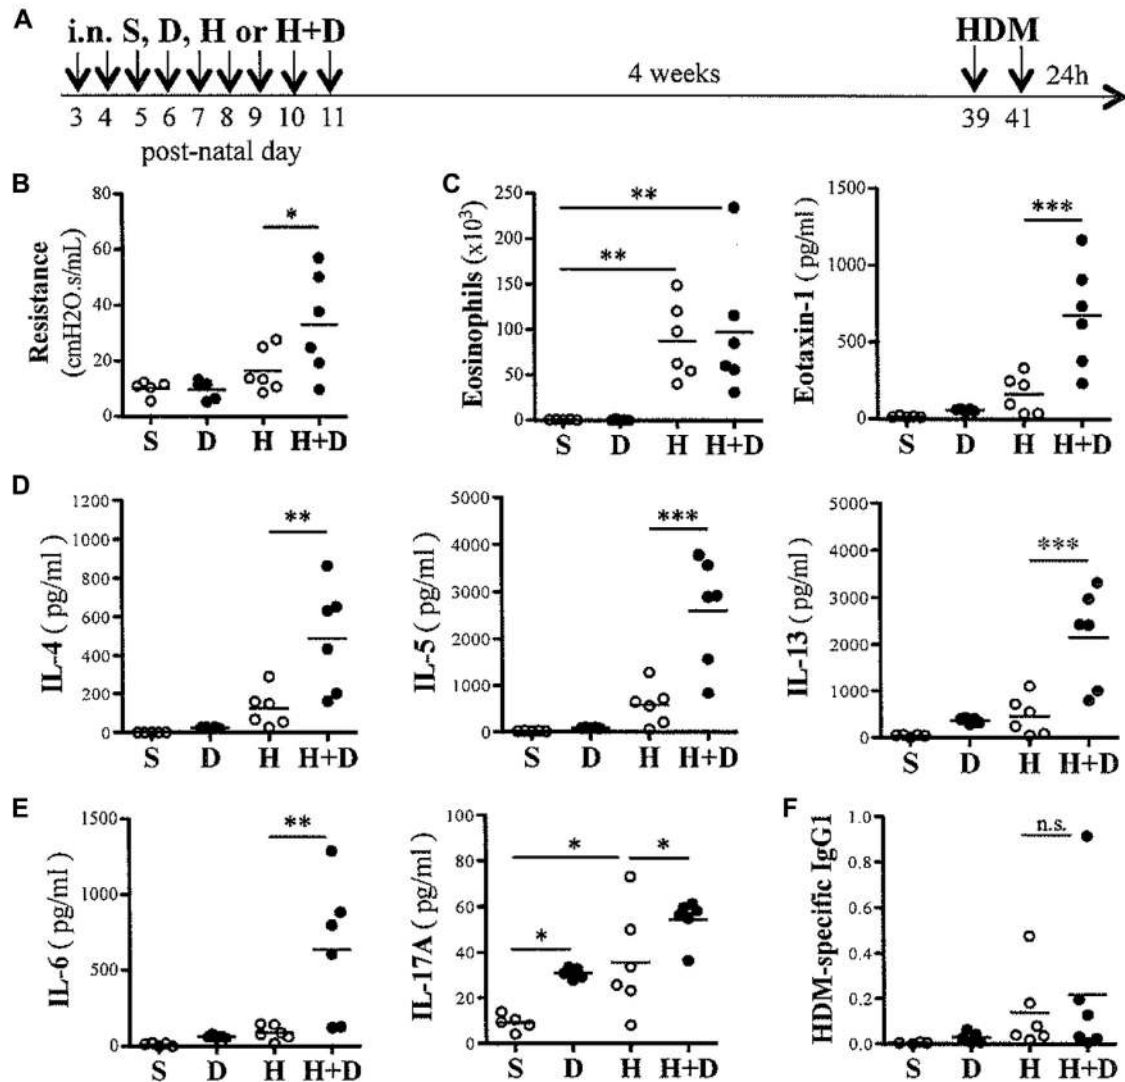 A
i.n. S, D, H or H+D
HDM
4 weeks
24h
3 4 5 6 7 8 9 10 11
39 41
post-natal day
B
Resistance
(cmH2O.s/mL)
80
60
40
20
0
*
S D H H+D
C
Eosinophils (x10³)
250
200
150
100
50
0
**
**
S D H H+D
Eotaxin-1 ( pg/ml )
1500
1000
500
0
***
S D H H+D
D
IL-4 ( pg/ml )
1200
1000
800
600
400
200
0
**
S D H H+D
IL-5 ( pg/ml )
5000
4000
3000
2000
1000
0
***
S D H H+D
IL-13 ( pg/ml )
5000
4000
3000
2000
1000
0
***
S D H H+D
E
IL-6 ( pg/ml )
1500
1000
500
0
**
S D H H+D
IL-17A ( pg/ml )
100
80
60
40
20
0
*
*
*
S D H H+D
F
HDM-specific IgG1
1.0
0.8
0.6
0.4
0.2
0.0
n.s.
S D H H+D